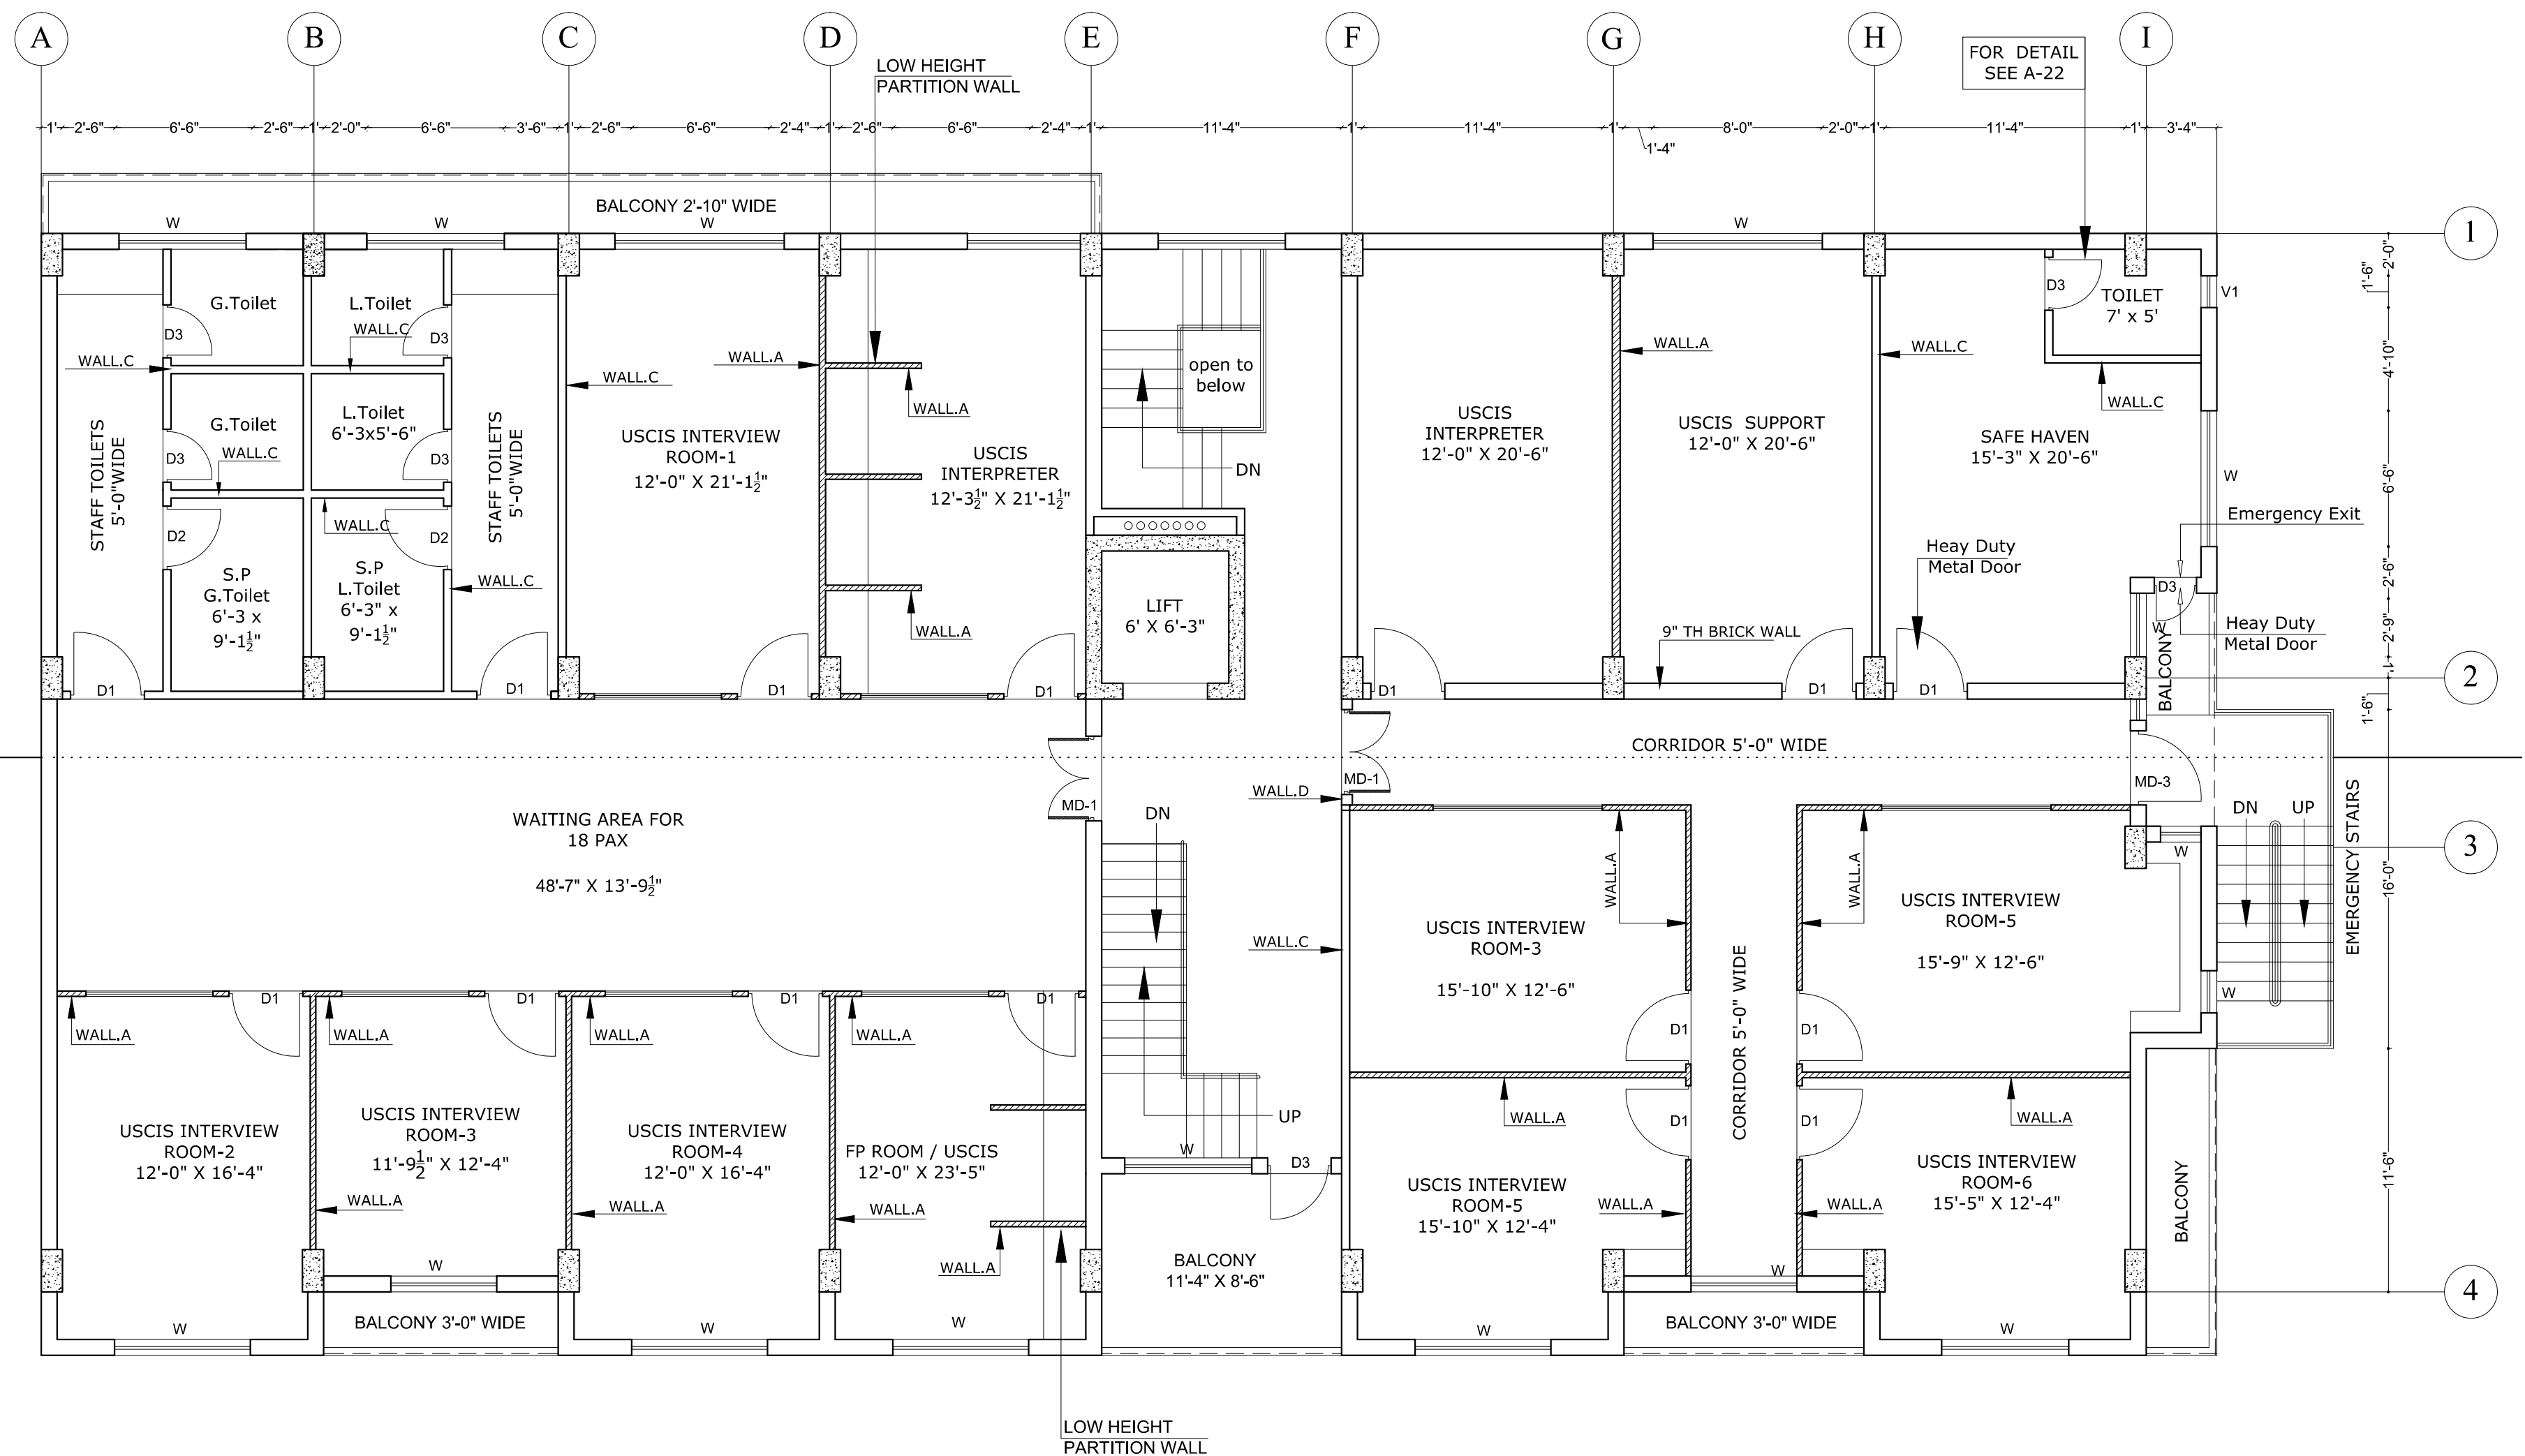 A B C D E F G H I
FOR DETAIL
SEE A-22
LOW HEIGHT
PARTITION WALL
1' 2'-6" 6'-6" 2'-6" 1' 2'-0" 6'-6" 3'-6" 1' 2'-6" 6'-6" 2'-4" 1' 2'-6" 6'-6" 2'-4" 1' 11'-4" 1' 11'-4" 1' 8'-0" 2'-0" 1' 11'-4" 1' 3'-4"
1'-4"
BALCONY 2'-10" WIDE
W W W W
1
2'-0"
1'-6"
4'-10"
6'-6"
2'-6"
2'-9"
1'
2
1'-6"
3
16'-0"
11'-6"
4
STAFF TOILETS
5'-0"WIDE
G.Toilet
D3
WALL.C
G.Toilet
WALL.C
D3
D2
S.P
G.Toilet
6'-3 x
9'-1½"
D1
L.Toilet
WALL.C
D3
L.Toilet
6'-3x5'-6"
D3
WALL.C
D2
S.P
L.Toilet
6'-3" x
9'-1½"
STAFF TOILETS
5'-0"WIDE
WALL.C
D1
WALL.C
WALL.A
USCIS INTERVIEW
ROOM-1
12'-0" X 21'-1½"
D1
WALL.A
USCIS
INTERPRETER
12'-3½" X 21'-1½"
WALL.A
D1
open to
below
DN
LIFT
6' X 6'-3"
USCIS
INTERPRETER
12'-0" X 20'-6"
D1
WALL.A
USCIS SUPPORT
12'-0" X 20'-6"
9" TH BRICK WALL
D1
WALL.C
TOILET
7' x 5'
D3
V1
WALL.C
SAFE HAVEN
15'-3" X 20'-6"
W
Emergency Exit
Heay Duty
Metal Door
D1
D3
W
Heay Duty
Metal Door
BALCONY
CORRIDOR 5'-0" WIDE
MD-1
MD-1
MD-3
WALL.D
WAITING AREA FOR
18 PAX
48'-7" X 13'-9½"
DN
UP
WALL.C
W
D3
BALCONY
11'-4" X 8'-6"
DN UP
EMERGENCY STAIRS
W
W
D1 D1 D1 D1
WALL.A WALL.A WALL.A WALL.A
USCIS INTERVIEW
ROOM-2
12'-0" X 16'-4"
W
USCIS INTERVIEW
ROOM-3
11'-9½" X 12'-4"
WALL.A
W
BALCONY 3'-0" WIDE
USCIS INTERVIEW
ROOM-4
12'-0" X 16'-4"
WALL.A
W
FP ROOM / USCIS
12'-0" X 23'-5"
WALL.A
WALL.A
W
LOW HEIGHT
PARTITION WALL
WALL.A
USCIS INTERVIEW
ROOM-3
15'-10" X 12'-6"
D1
CORRIDOR 5'-0" WIDE
WALL.A
USCIS INTERVIEW
ROOM-5
15'-9" X 12'-6"
D1
WALL.A
D1
USCIS INTERVIEW
ROOM-5
15'-10" X 12'-4"
WALL.A
W
D1
WALL.A
USCIS INTERVIEW
ROOM-6
15'-5" X 12'-4"
WALL.A
W
W
BALCONY 3'-0" WIDE
BALCONY